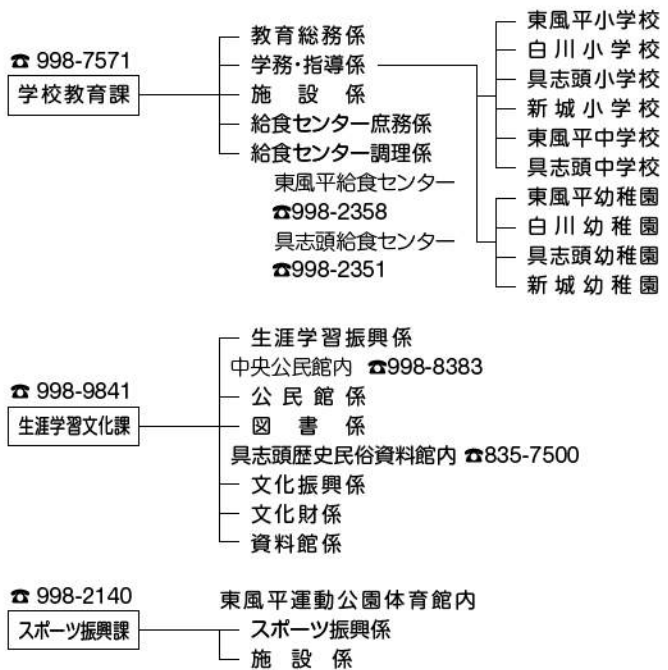 ☎ 998-7571
学校教育課
教育総務係
学務・指導係
施設係
給食センター庶務係
給食センター調理係
東風平給食センター
☎998-2358
具志頭給食センター
☎998-2351
東風平小学校
白川小学校
具志頭小学校
新城小学校
東風平中学校
具志頭中学校
東風平幼稚園
白川幼稚園
具志頭幼稚園
新城幼稚園
☎ 998-9841
生涯学習文化課
生涯学習振興係
中央公民館内 ☎998-8383
公民館係
図書係
具志頭歴史民俗資料館内 ☎835-7500
文化振興係
文化財係
資料館係
☎ 998-2140
スポーツ振興課
東風平運動公園体育館内
スポーツ振興係
施設係